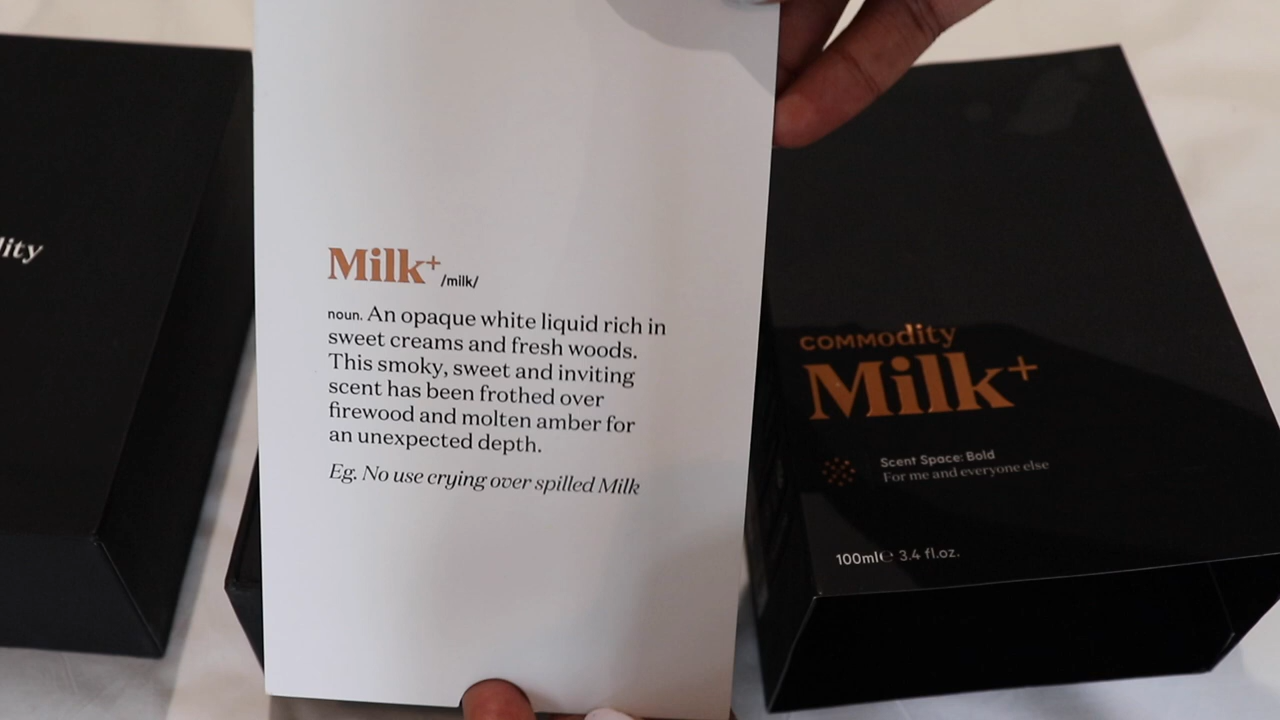 Milk+ /milk/
noun. An opaque white liquid rich in
sweet creams and fresh woods.
This smoky, sweet and inviting
scent has been frothed over
firewood and molten amber for
an unexpected depth.
Eg. No use crying over spilled Milk
COMModity
Milk+
Scent Space: Bold
For me and everyone else
100ml℮ 3.4 fl.oz.